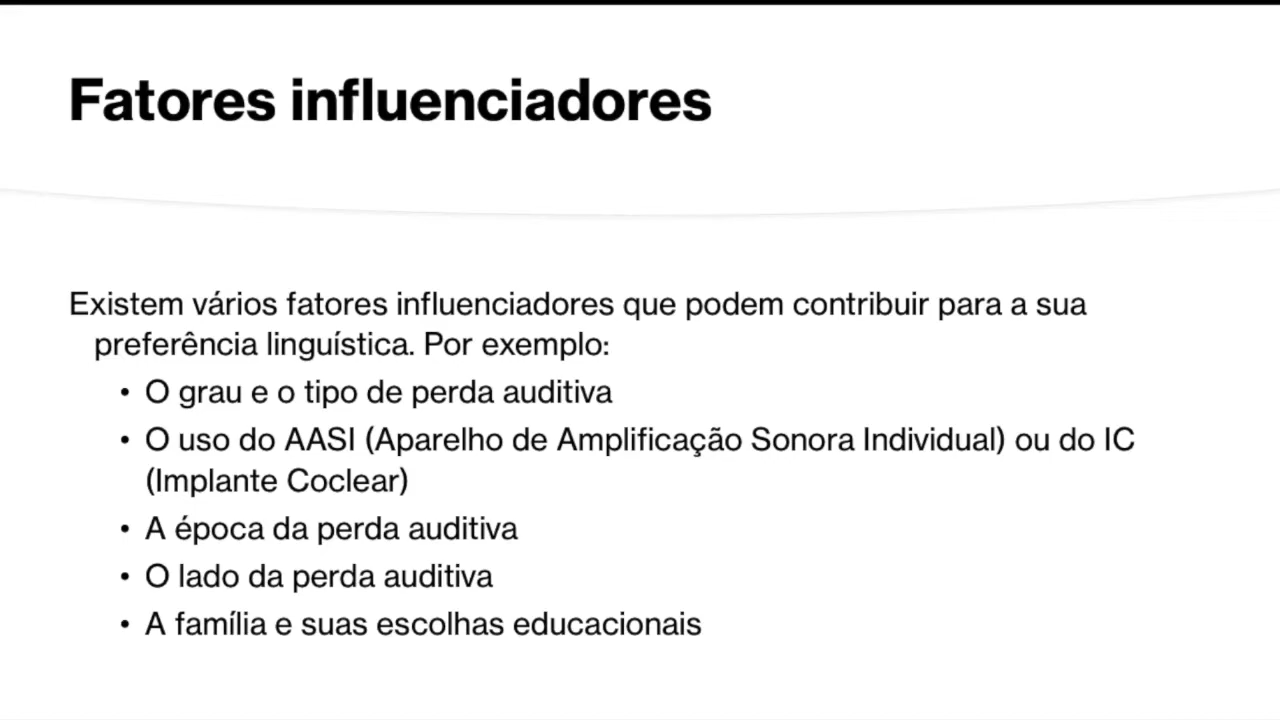 Fatores influenciadores
Existem vários fatores influenciadores que podem contribuir para a sua
preferência linguística. Por exemplo:
• O grau e o tipo de perda auditiva
• O uso do AASI (Aparelho de Amplificação Sonora Individual) ou do IC
(Implante Coclear)
• A época da perda auditiva
• O lado da perda auditiva
• A família e suas escolhas educacionais